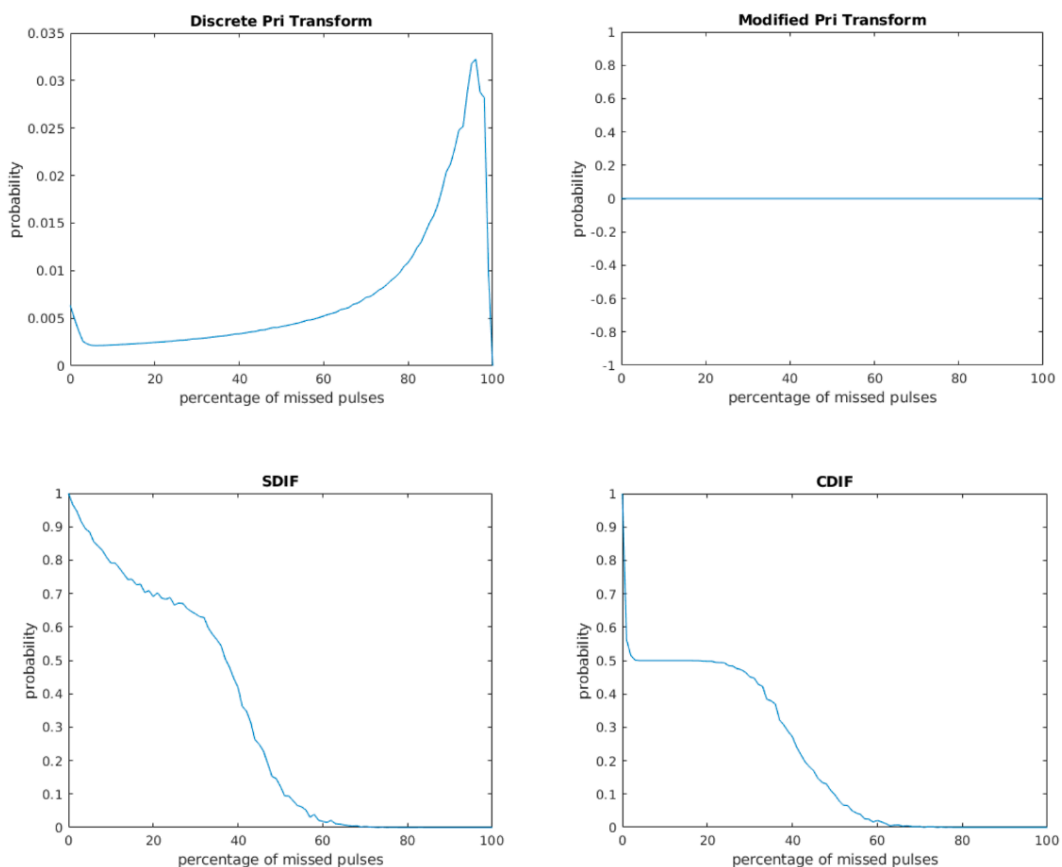 Discrete Pri Transform
0.035
0.03
0.025
0.02
0.015
0.01
0.005
0
probability
0 20 40 60 80 100
percentage of missed pulses
Modified Pri Transform
1
0.8
0.6
0.4
0.2
0
-0.2
-0.4
-0.6
-0.8
-1
probability
0 20 40 60 80 100
percentage of missed pulses
SDIF
1
0.9
0.8
0.7
0.6
0.5
0.4
0.3
0.2
0.1
0
probability
0 20 40 60 80 100
percentage of missed pulses
CDIF
1
0.9
0.8
0.7
0.6
0.5
0.4
0.3
0.2
0.1
0
probability
0 20 40 60 80 100
percentage of missed pulses